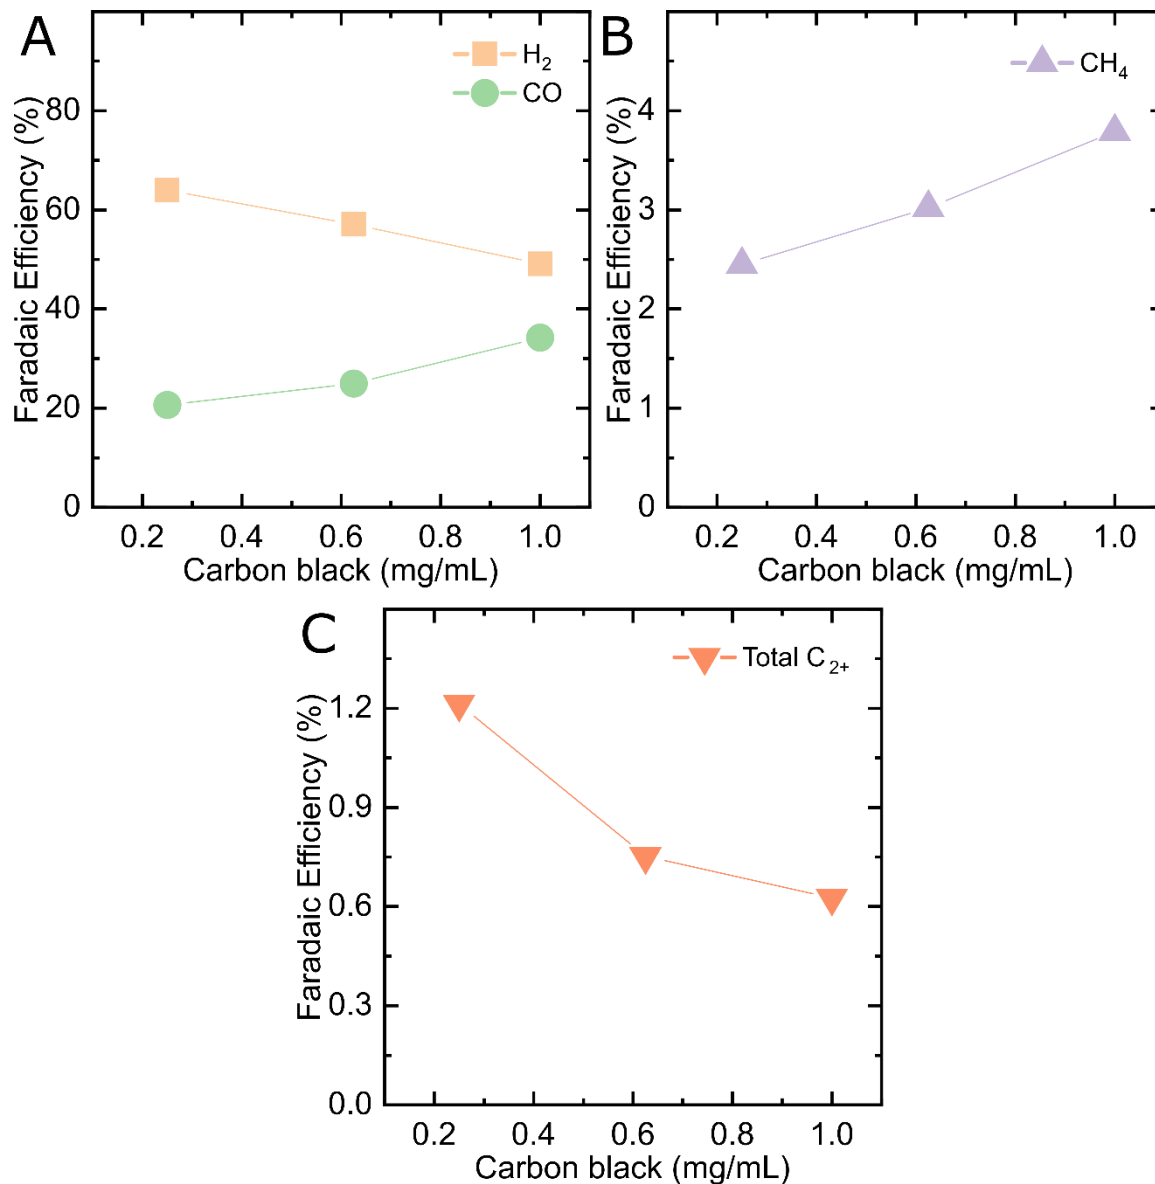 A
H₂
CO
Faradaic Efficiency (%)
80
60
40
20
0
0.2 0.4 0.6 0.8 1.0
Carbon black (mg/mL)
B
CH₄
Faradaic Efficiency (%)
4
3
2
1
0
0.2 0.4 0.6 0.8 1.0
Carbon black (mg/mL)
C
Total C₂₊
Faradaic Efficiency (%)
1.2
0.9
0.6
0.3
0.0
0.2 0.4 0.6 0.8 1.0
Carbon black (mg/mL)